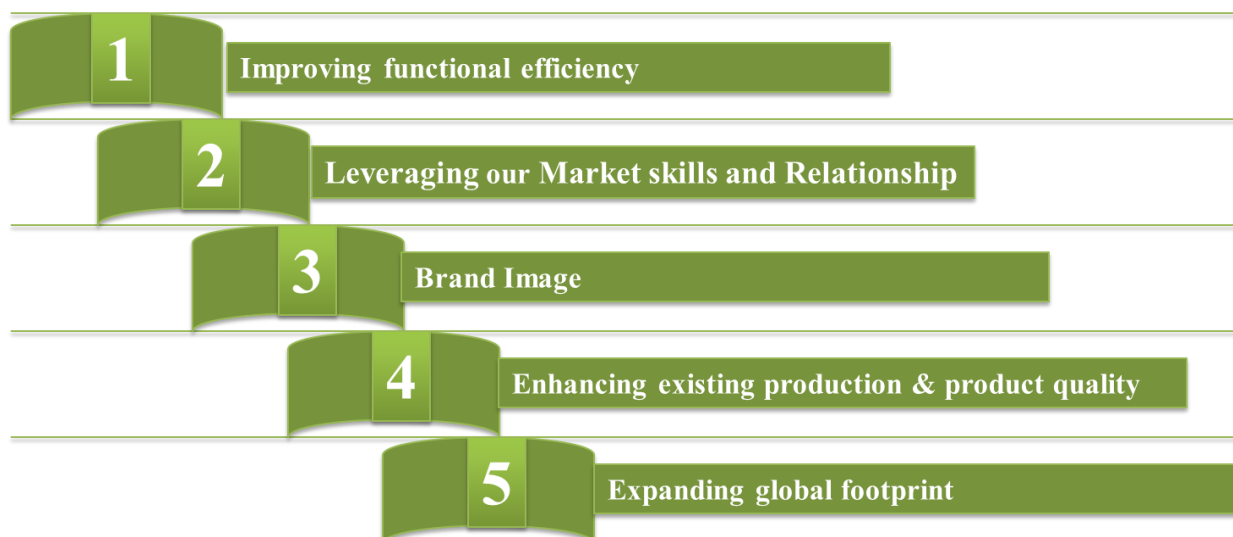 1
Improving functional efficiency
2
Leveraging our Market skills and Relationship
3
Brand Image
4
Enhancing existing production & product quality
5
Expanding global footprint